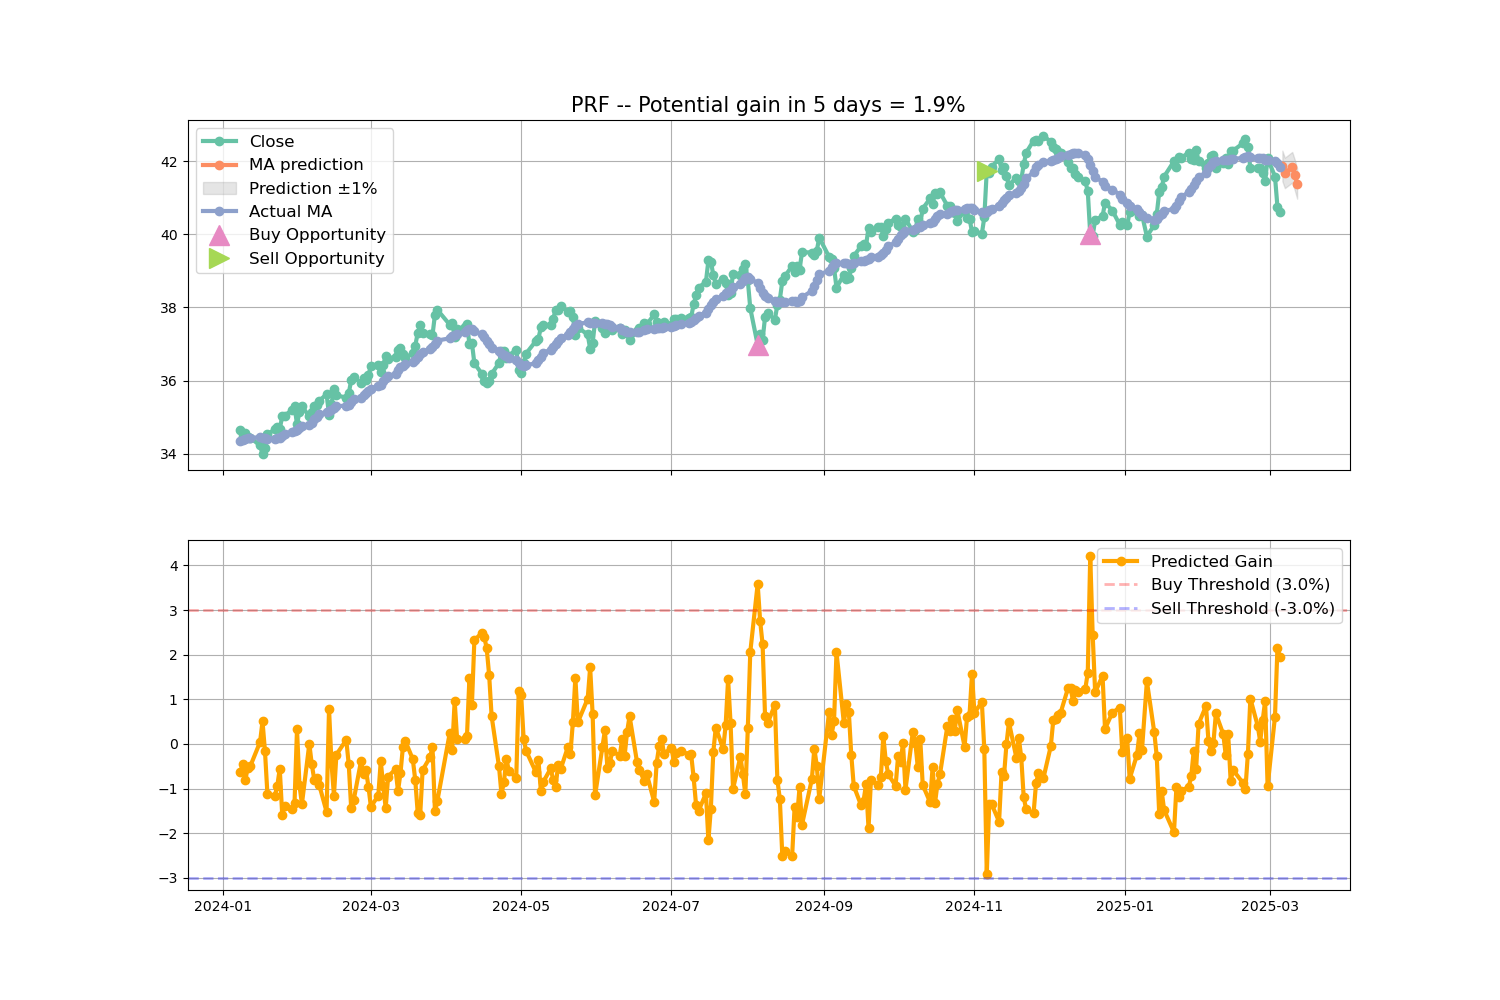 PRF -- Potential gain in 5 days = 1.9%
Close
MA prediction
Prediction ±1%
Actual MA
Buy Opportunity
Sell Opportunity
42
40
38
36
34
Predicted Gain
Buy Threshold (3.0%)
Sell Threshold (-3.0%)
4
3
2
1
0
−1
−2
−3
2024-01 2024-03 2024-05 2024-07 2024-09 2024-11 2025-01 2025-03